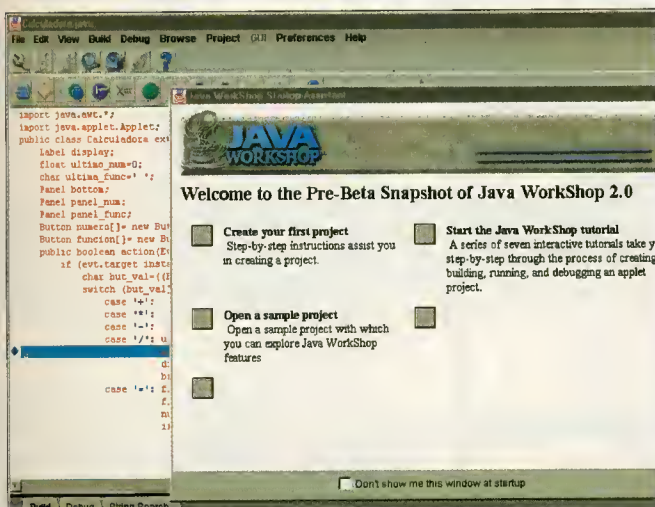 Calculadora.java
File Edit View Build Debug Browse Project GUI Preferences Help
Java WorkShop Startup Assistant
import java.awt.*;
import java.applet.Applet;
public class Calculadora ext
Label display;
float ultimo_num=0;
char ultima_func=' ';
Panel bottom;
Panel panel_num;
Panel panel_func;
Button numero[]= new But
Button funcion[]= new Bu
public boolean action(Ev
if (evt.target insta
char but_val=((B
switch (but_val
case '+':
case '*':
case '-':
case '/': u
d
b
case '=': f
f
n
i
JAVA
WORKSHOP
Welcome to the Pre-Beta Snapshot of Java WorkShop 2.0
Create your first project
Step-by-step instructions assist you
in creating a project.
Start the Java WorkShop tutorial
A series of seven interactive tutorials take y
step-by-step through the process of creating
building, running, and debugging an applet
project.
Open a sample project
Open a sample project with which
you can explore Java WorkShop
features
Don't show me this window at startup
Build Debug String Search